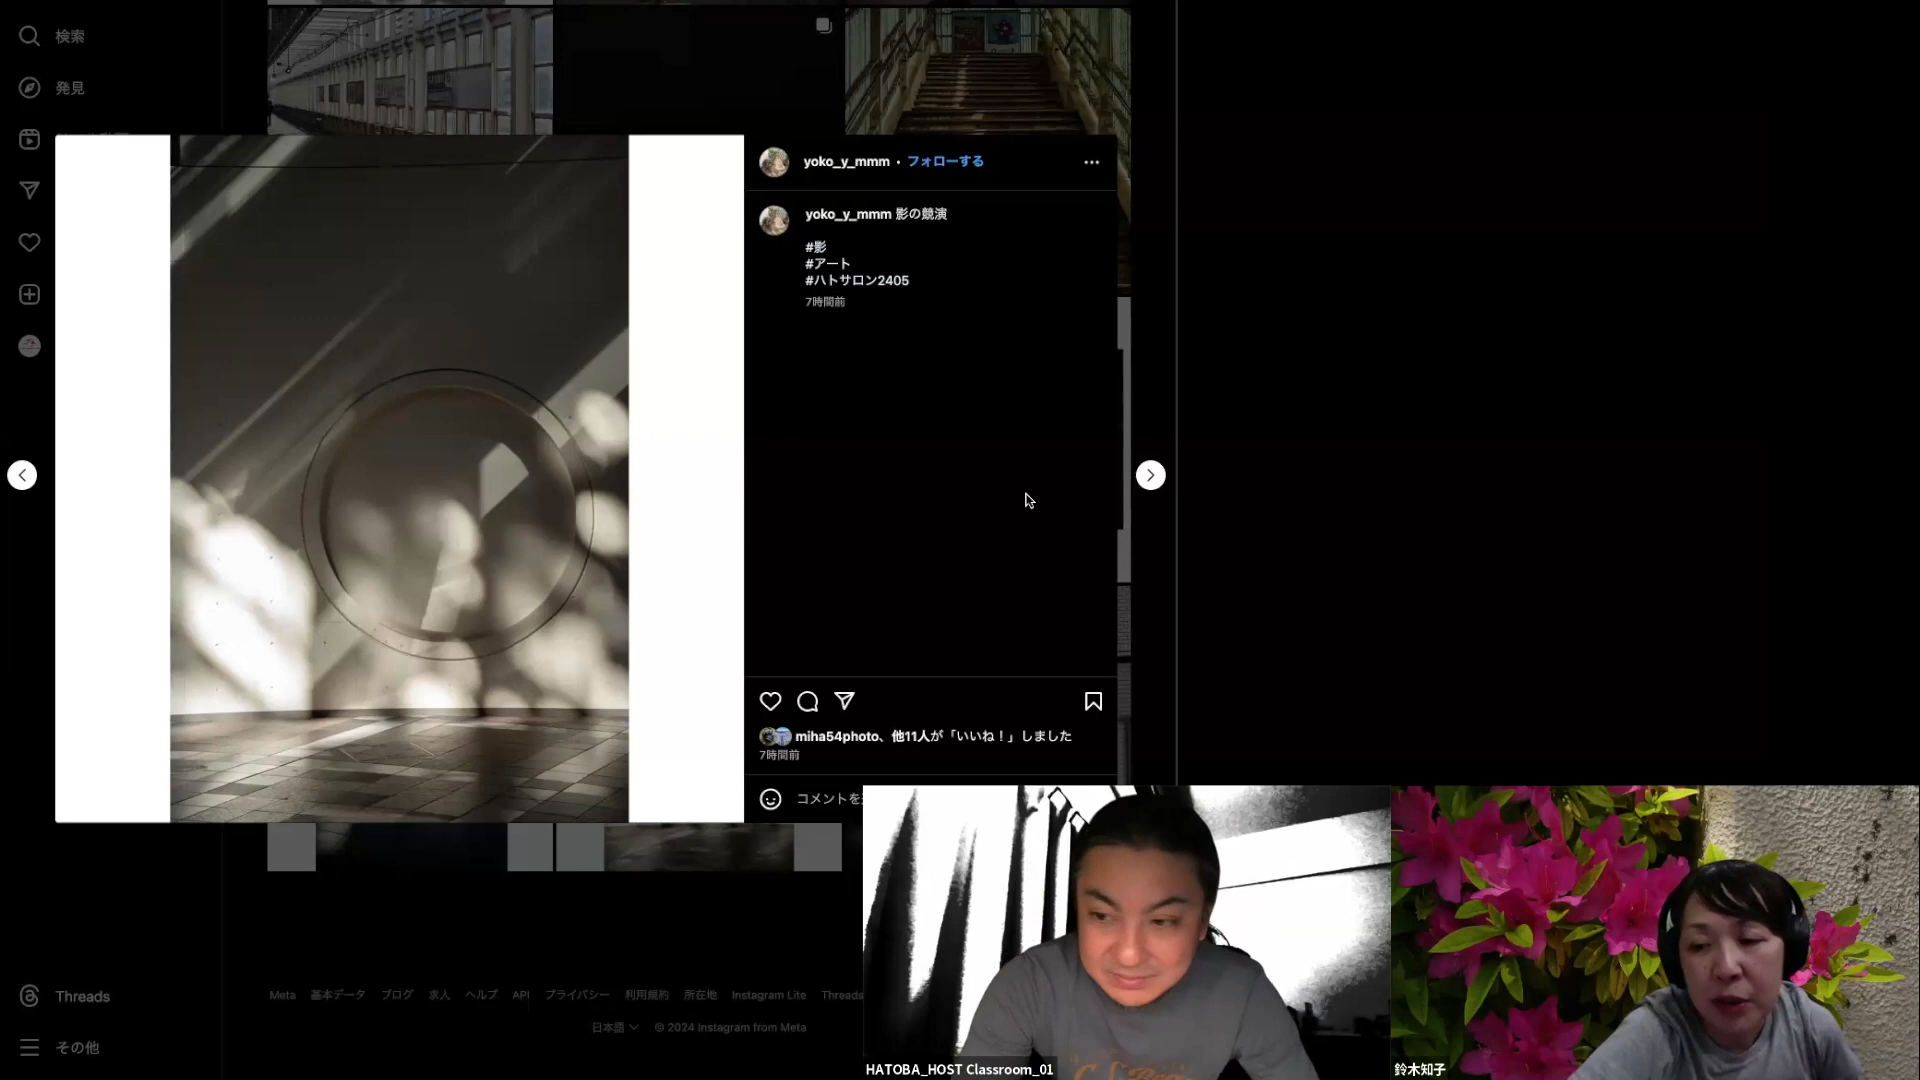 検索
発見
yoko_y_mmm • フォローする
yoko_y_mmm 影の競演
#影
#アート
#ハトサロン2405
7時間前
miha54photo、他11人が「いいね！」しました
7時間前
コメントを
Meta 基本データ ブログ 求人 ヘルプ API プライバシー 利用規約 所在地 Instagram Lite Threads
日本語 © 2024 Instagram from Meta
Threads
その他
HATOBA_HOST Classroom_01
鈴木知子